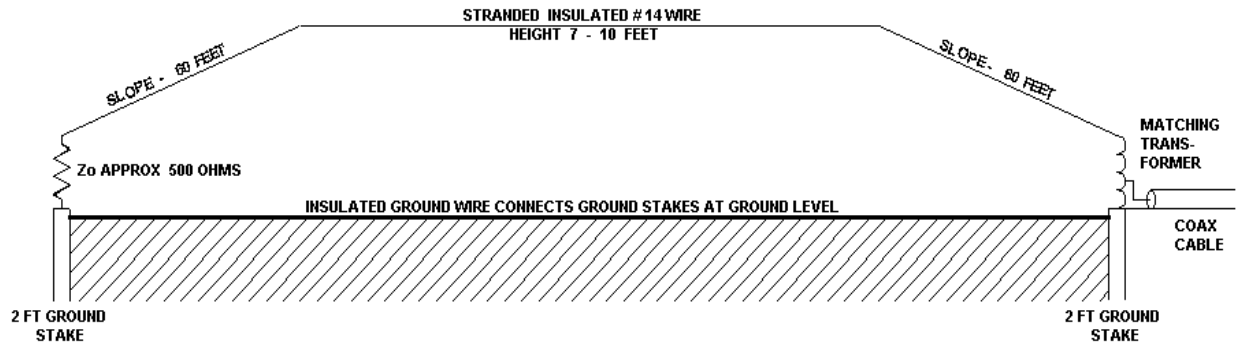 STRANDED INSULATED # 14 WIRE
HEIGHT 7 - 10 FEET
SLOPE - 60 FEET
SLOPE - 60 FEET
MATCHING
TRANS-
FORMER
Zo APPROX 500 OHMS
INSULATED GROUND WIRE CONNECTS GROUND STAKES AT GROUND LEVEL
COAX
CABLE
2 FT GROUND
STAKE
2 FT GROUND
STAKE